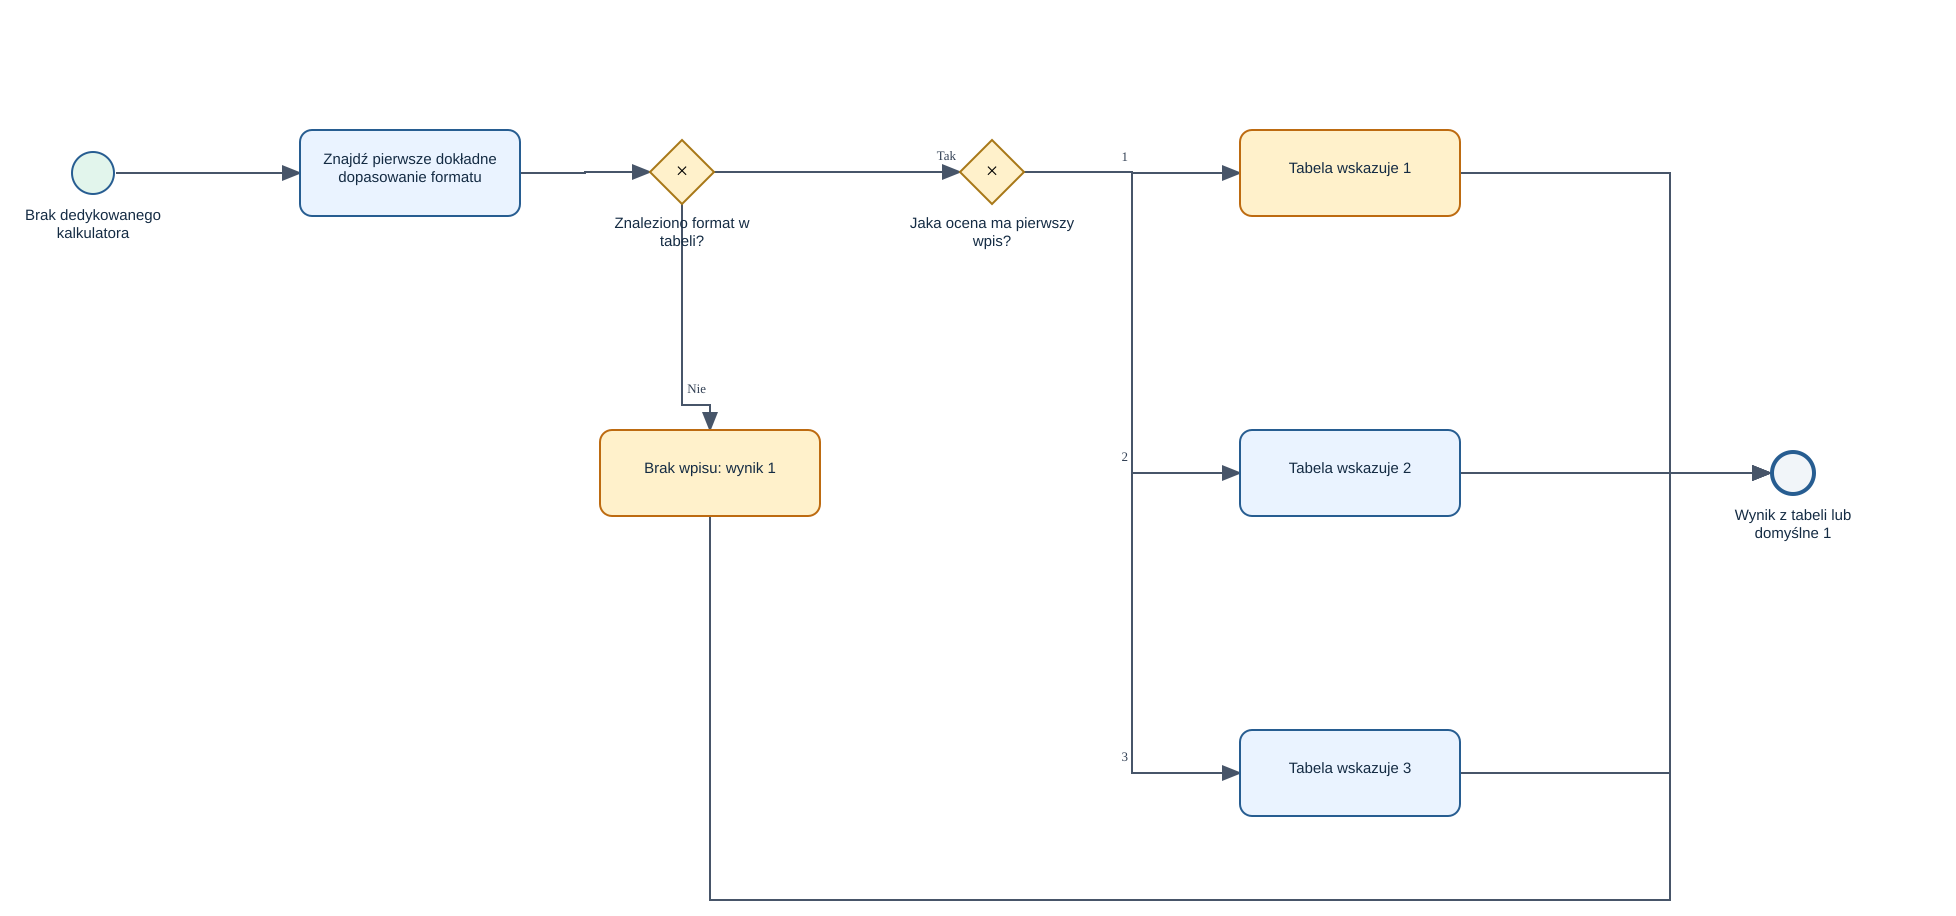 Brak dedykowanego
kalkulatora
Znajdź pierwsze dokładne
dopasowanie formatu
×
Znaleziono format w
tabeli?
Tak
×
Jaka ocena ma pierwszy
wpis?
1
Tabela wskazuje 1
Nie
Brak wpisu: wynik 1
2
Tabela wskazuje 2
Wynik z tabeli lub
domyślne 1
3
Tabela wskazuje 3